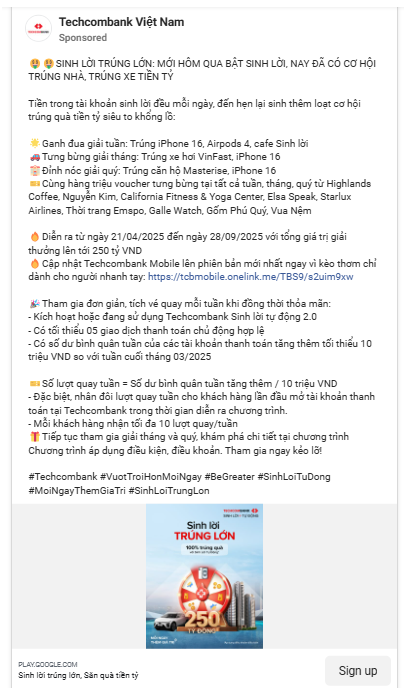 Techcombank Việt Nam
Sponsored
🤑🤑SINH LỜI TRÚNG LỚN: MỚI HÔM QUA BẬT SINH LỜI, NAY ĐÃ CÓ CƠ HỘI
TRÚNG NHÀ, TRÚNG XE TIỀN TỶ
Tiền trong tài khoản sinh lời đều mỗi ngày, đến hẹn lại sinh thêm loạt cơ hội
trúng quà tiền tỷ siêu to khổng lồ:
🌟Ganh đua giải tuần: Trúng iPhone 16, Airpods 4, cafe Sinh lời
🚗Tưng bừng giải tháng: Trúng xe hơi VinFast, iPhone 16
🏠Đỉnh nóc giải quý: Trúng căn hộ Masterise, iPhone 16
🎫Cùng hàng triệu voucher tưng bừng tại tất cả tuần, tháng, quý từ Highlands
Coffee, Nguyễn Kim, California Fitness & Yoga Center, Elsa Speak, Starlux
Airlines, Thời trang Emspo, Galle Watch, Gốm Phú Quý, Vua Nệm
🔥Diễn ra từ ngày 21/04/2025 đến ngày 28/09/2025 với tổng giá trị giải
thưởng lên tới 250 tỷ VND
🔥Cập nhật Techcombank Mobile lên phiên bản mới nhất ngay vì kèo thơm chỉ
dành cho người nhanh tay: https://tcbmobile.onelink.me/TBS9/s2uim9xw
🎉Tham gia đơn giản, tích vé quay mỗi tuần khi đồng thời thỏa mãn:
- Kích hoạt hoặc đang sử dụng Techcombank Sinh lời tự động 2.0
- Có tối thiểu 05 giao dịch thanh toán chủ động hợp lệ
- Có số dư bình quân tuần của các tài khoản thanh toán tăng thêm tối thiểu 10
triệu VND so với tuần cuối tháng 03/2025
🎫Số lượt quay tuần = Số dư bình quân tuần tăng thêm / 10 triệu VND
- Đặc biệt, nhân đôi lượt quay tuần cho khách hàng lần đầu mở tài khoản thanh
toán tại Techcombank trong thời gian diễn ra chương trình.
- Mỗi khách hàng nhận tối đa 10 lượt quay/tuần
🎁Tiếp tục tham gia giải tháng và quý, khám phá chi tiết tại chương trình
Chương trình áp dụng điều kiện, điều khoản. Tham gia ngay kẻo lỡ!
#Techcombank #VuotTroiHonMoiNgay #BeGreater #SinhLoiTuDong
#MoiNgayThemGiaTri #SinhLoiTrungLon
TECHCOMBANK
Sinh lời
TRÚNG LỚN
100% trúng quà
250
TỶ ĐỒNG
PLAY.GOOGLE.COM
Sinh lời trúng lớn, Săn quà tiền tỷ
Sign up